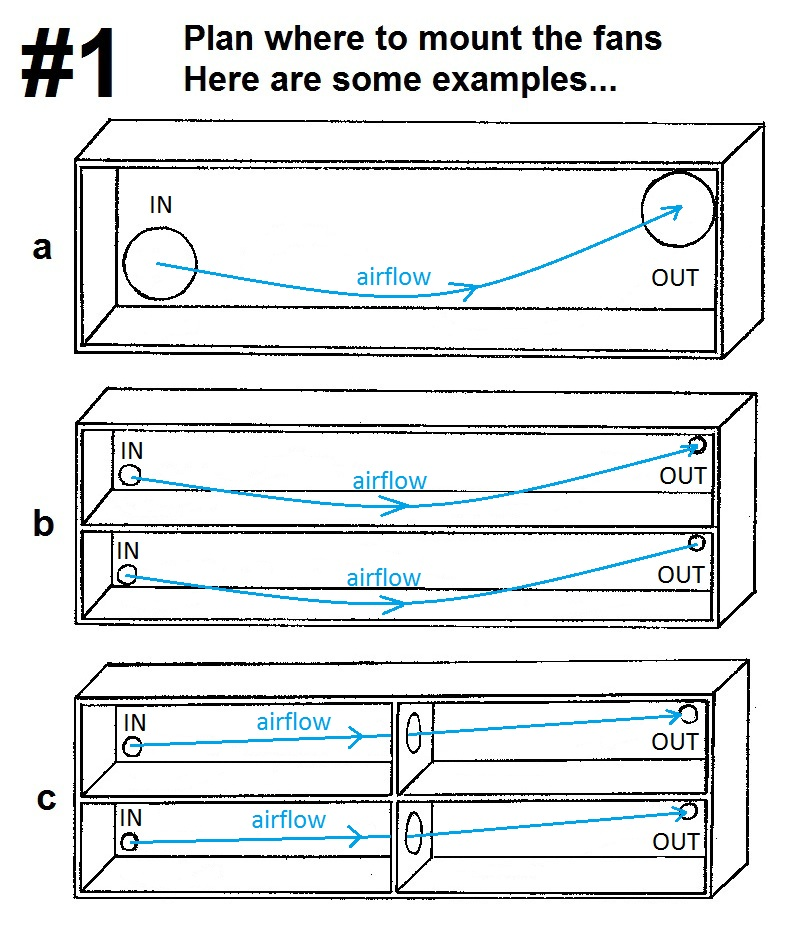 #1
Plan where to mount the fans
Here are some examples...
a
IN
airflow
OUT
b
IN
airflow
OUT
IN
airflow
OUT
c
IN
airflow
OUT
IN
airflow
OUT